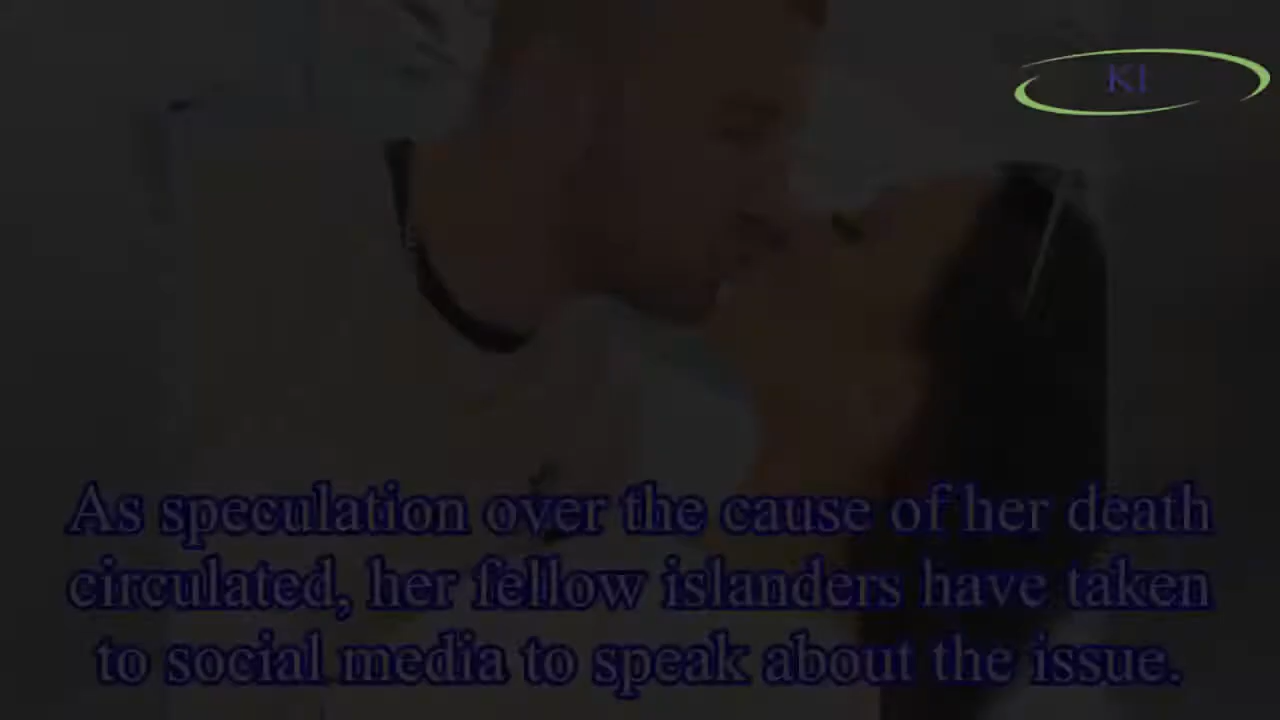 KI
As speculation over the cause of her death
circulated, her fellow islanders have taken
to social media to speak about the issue.